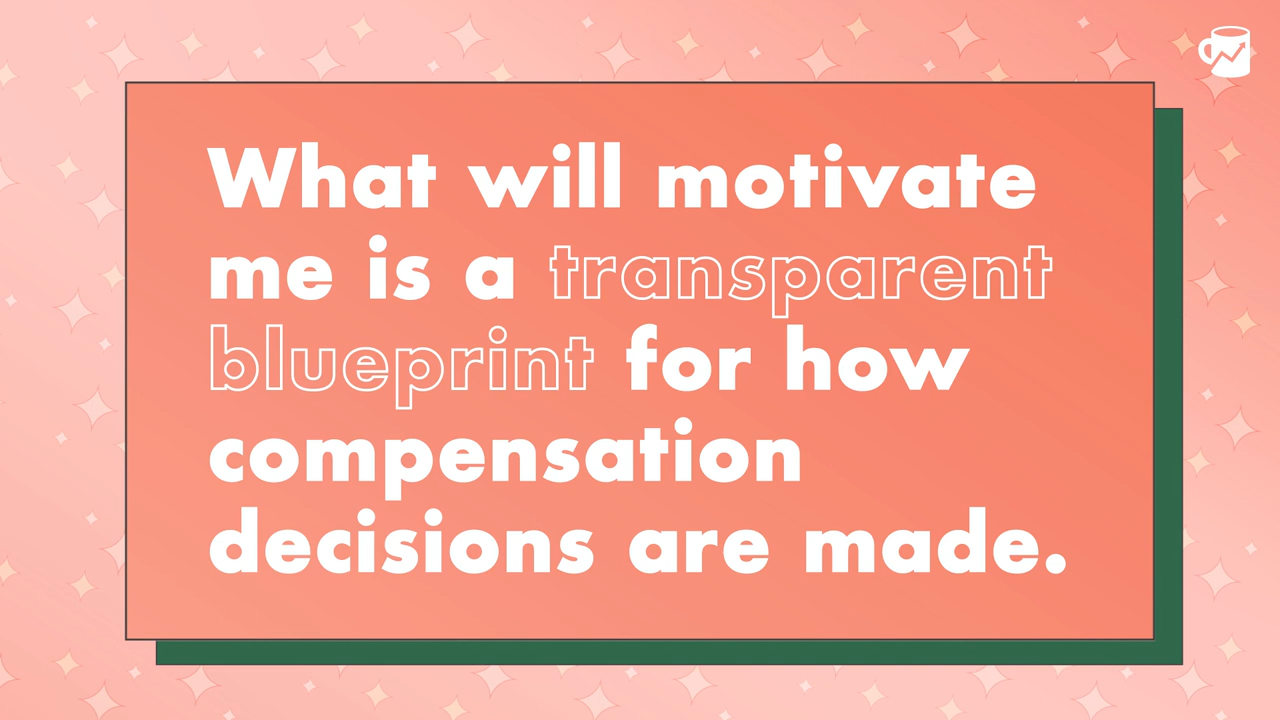 What will motivate
me is a transparent
blueprint for how
compensation
decisions are made.